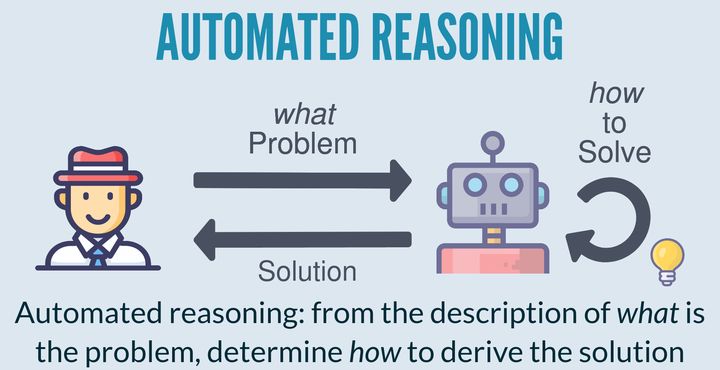 AUTOMATED REASONING
what
Problem
how
to
Solve
Solution
Automated reasoning: from the description of what is
the problem, determine how to derive the solution